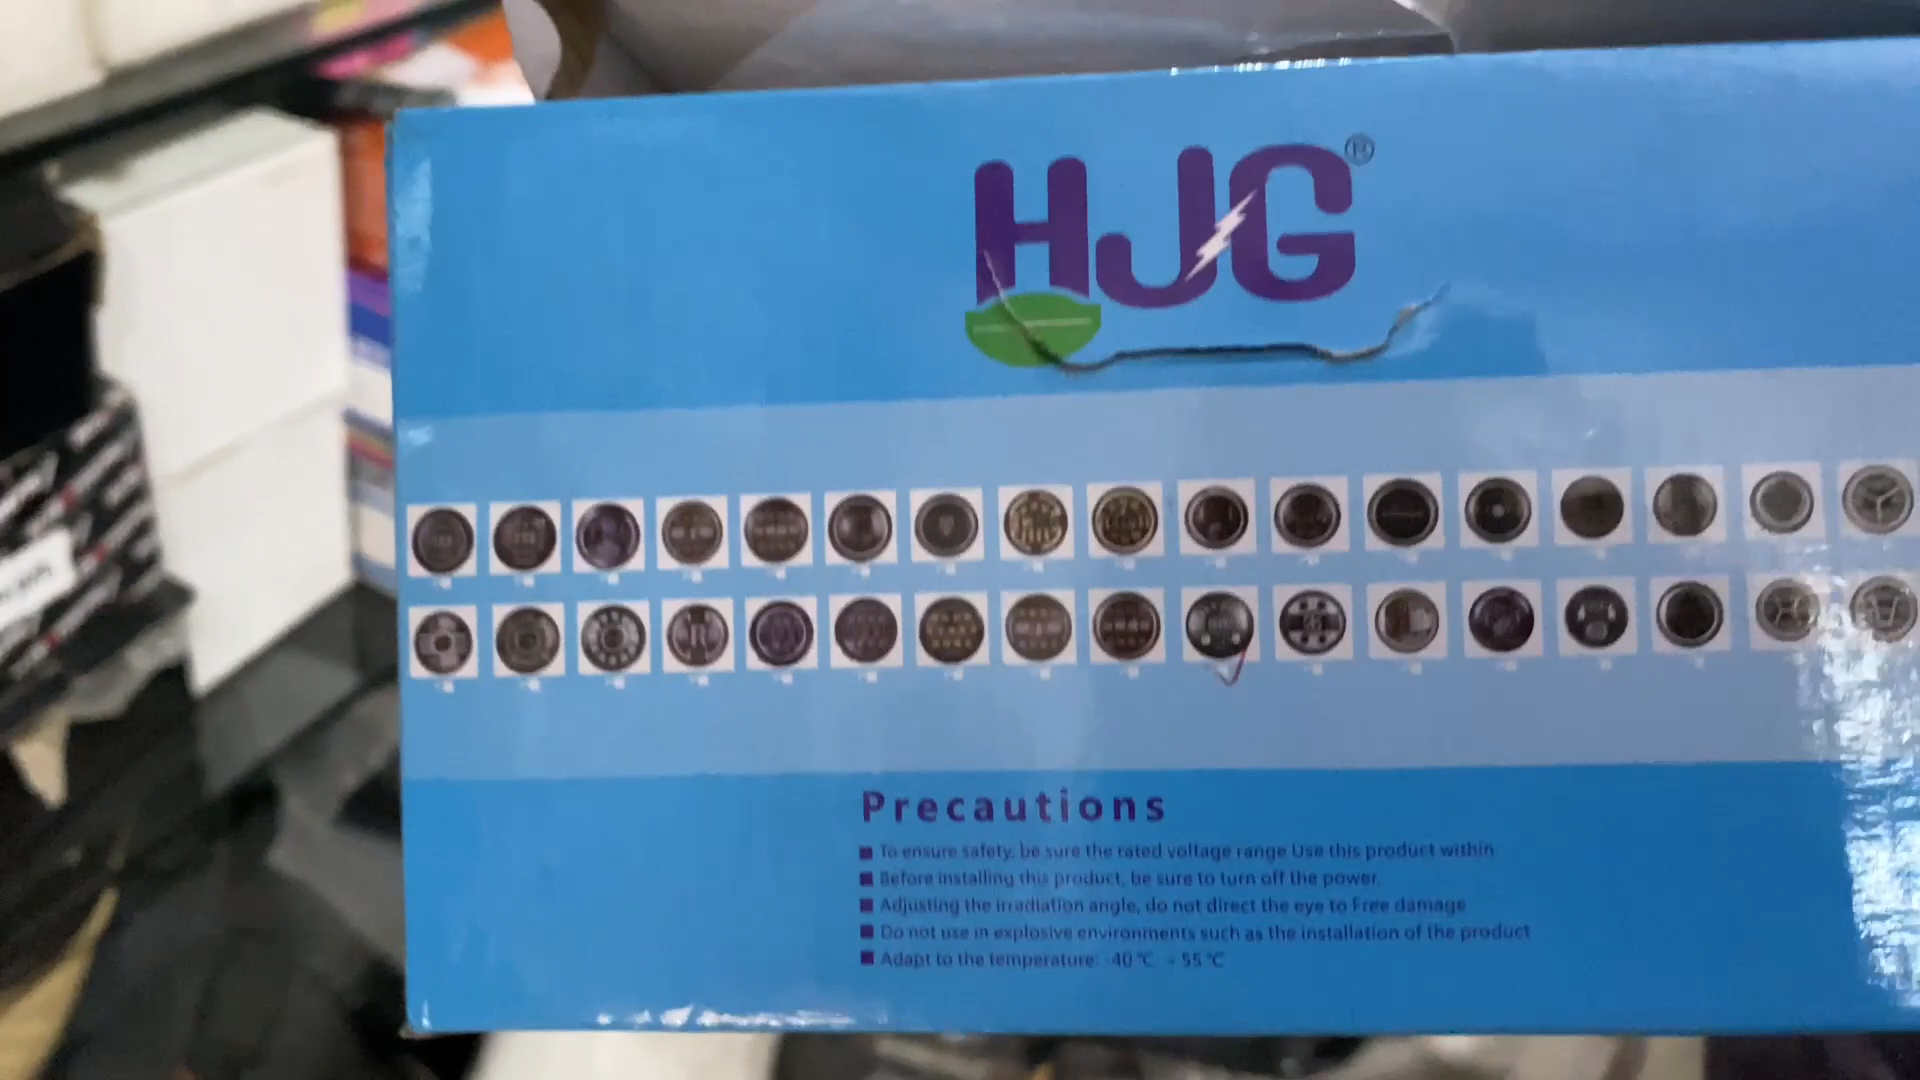 HJG®
Precautions
To ensure safety, be sure the rated voltage range Use this product within.
Before installing this product, be sure to turn off the power.
Adjusting the irradiation angle, do not direct the eye to Free damage
Do not use in explosive environments such as the installation of the product
Adapt to the temperature: -40 ℃ - 55 ℃